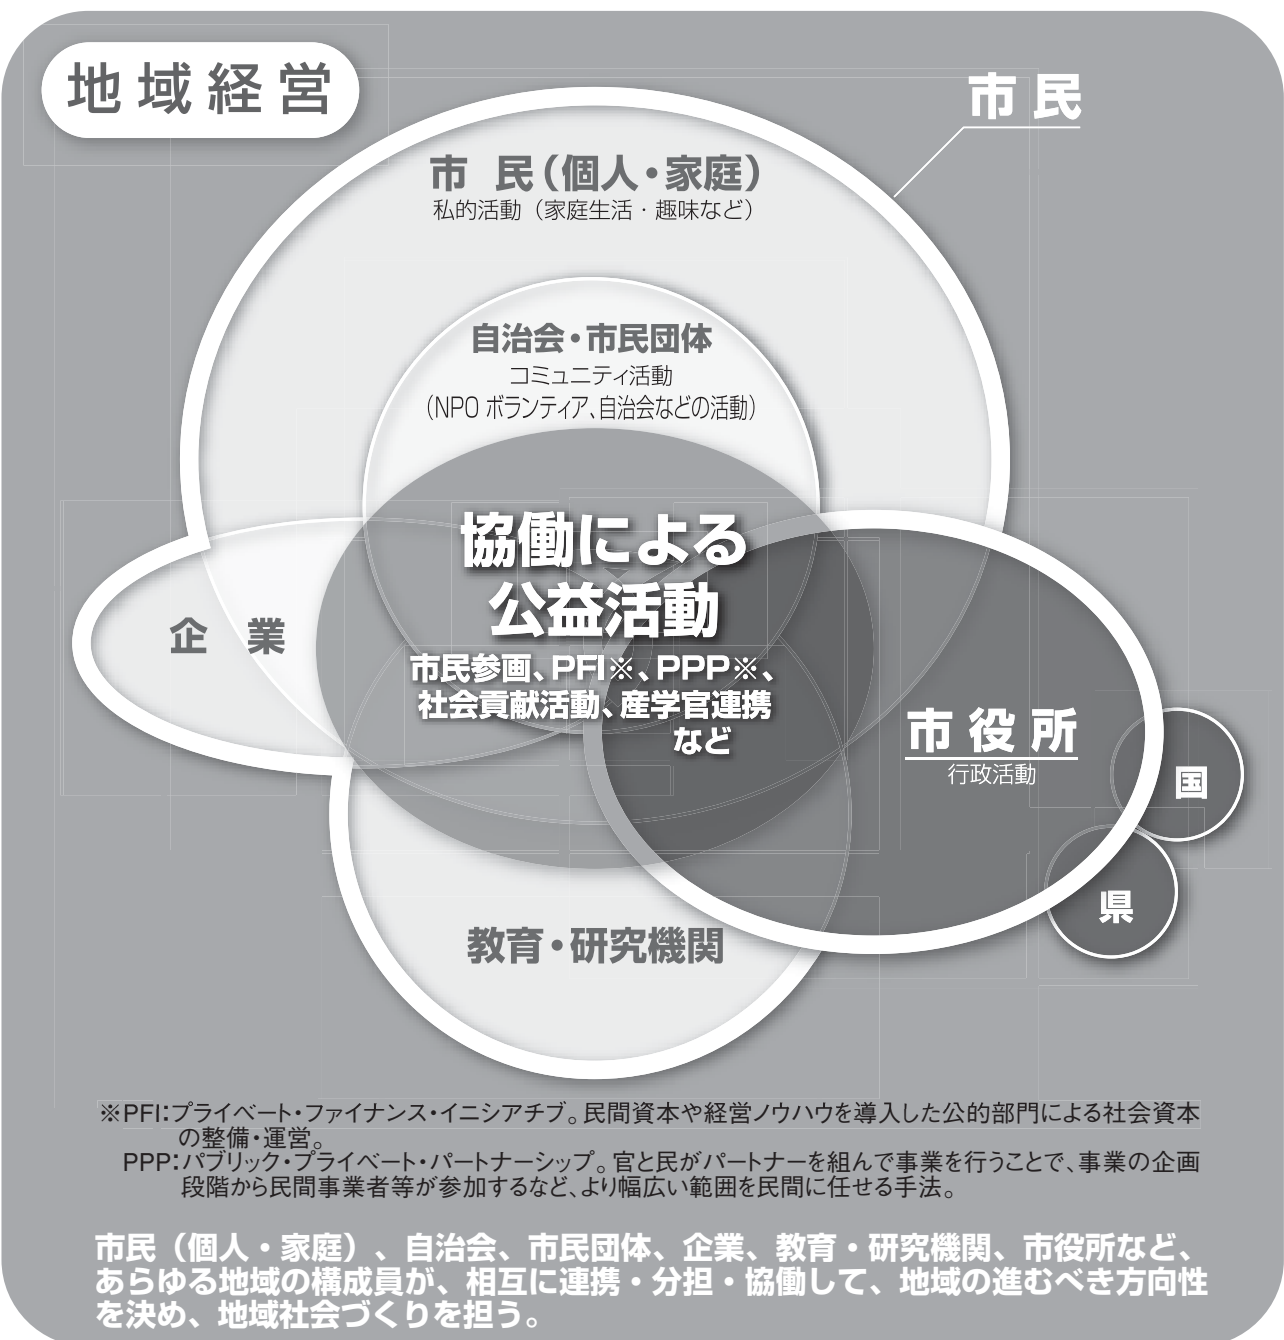 地域経営
市民
市 民（個人・家庭）
私的活動（家庭生活・趣味など）
自治会・市民団体
コミュニティ活動
（NPO ボランティア、自治会などの活動）
協働による
公益活動
市民参画、PFI※、PPP※、
社会貢献活動、産学官連携
など
企 業
市役所
行政活動
国
県
教育・研究機関
※PFI：プライベート・ファイナンス・イニシアチブ。民間資本や経営ノウハウを導入した公的部門による社会資本
の整備・運営。
PPP：パブリック・プライベート・パートナーシップ。官と民がパートナーを組んで事業を行うことで、事業の企画
段階から民間事業者等が参加するなど、より幅広い範囲を民間に任せる手法。
市民（個人・家庭）、自治会、市民団体、企業、教育・研究機関、市役所など、
あらゆる地域の構成員が、相互に連携・分担・協働して、地域の進むべき方向性
を決め、地域社会づくりを担う。